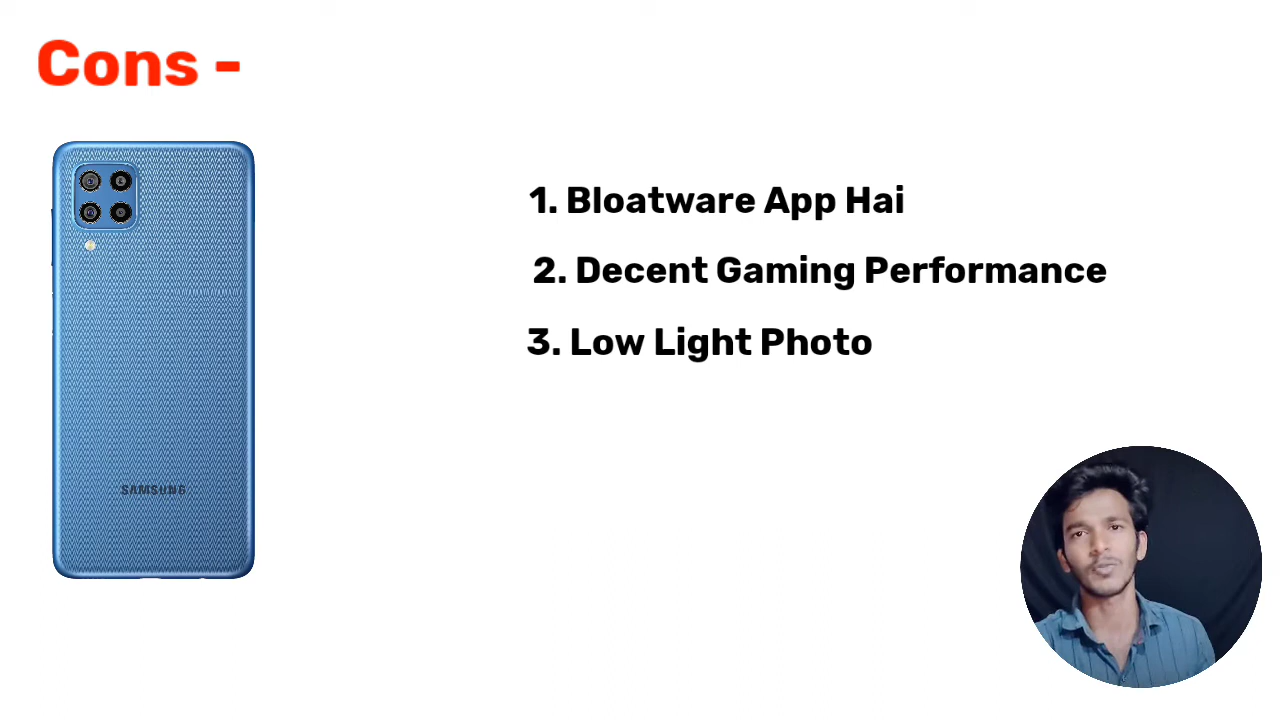 Cons -
1. Bloatware App Hai
2. Decent Gaming Performance
3. Low Light Photo
SAMSUNG